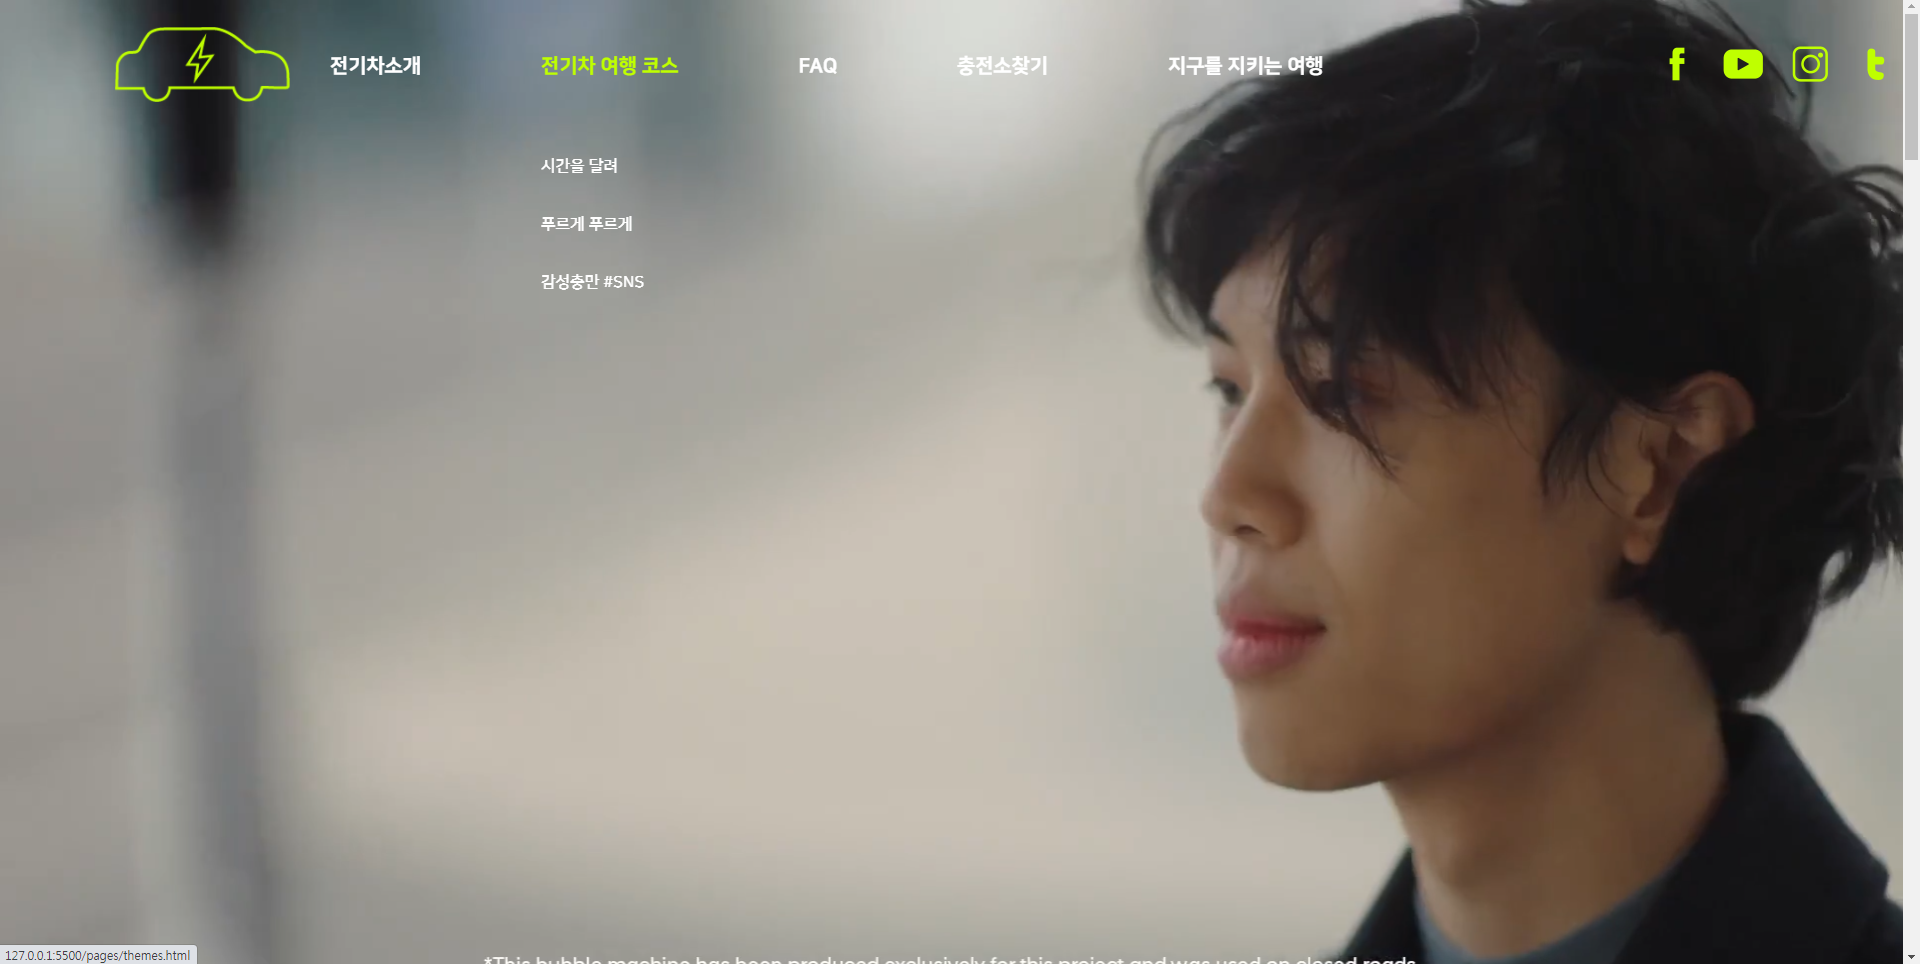 전기차소개
전기차 여행 코스
FAQ
충전소찾기
지구를 지키는 여행
시간을 달려
푸르게 푸르게
감성충만 #SNS
*This bubble machine has been produced exclusively for this project and was used on closed roads
127.0.0.1:5500/pages/themes.html